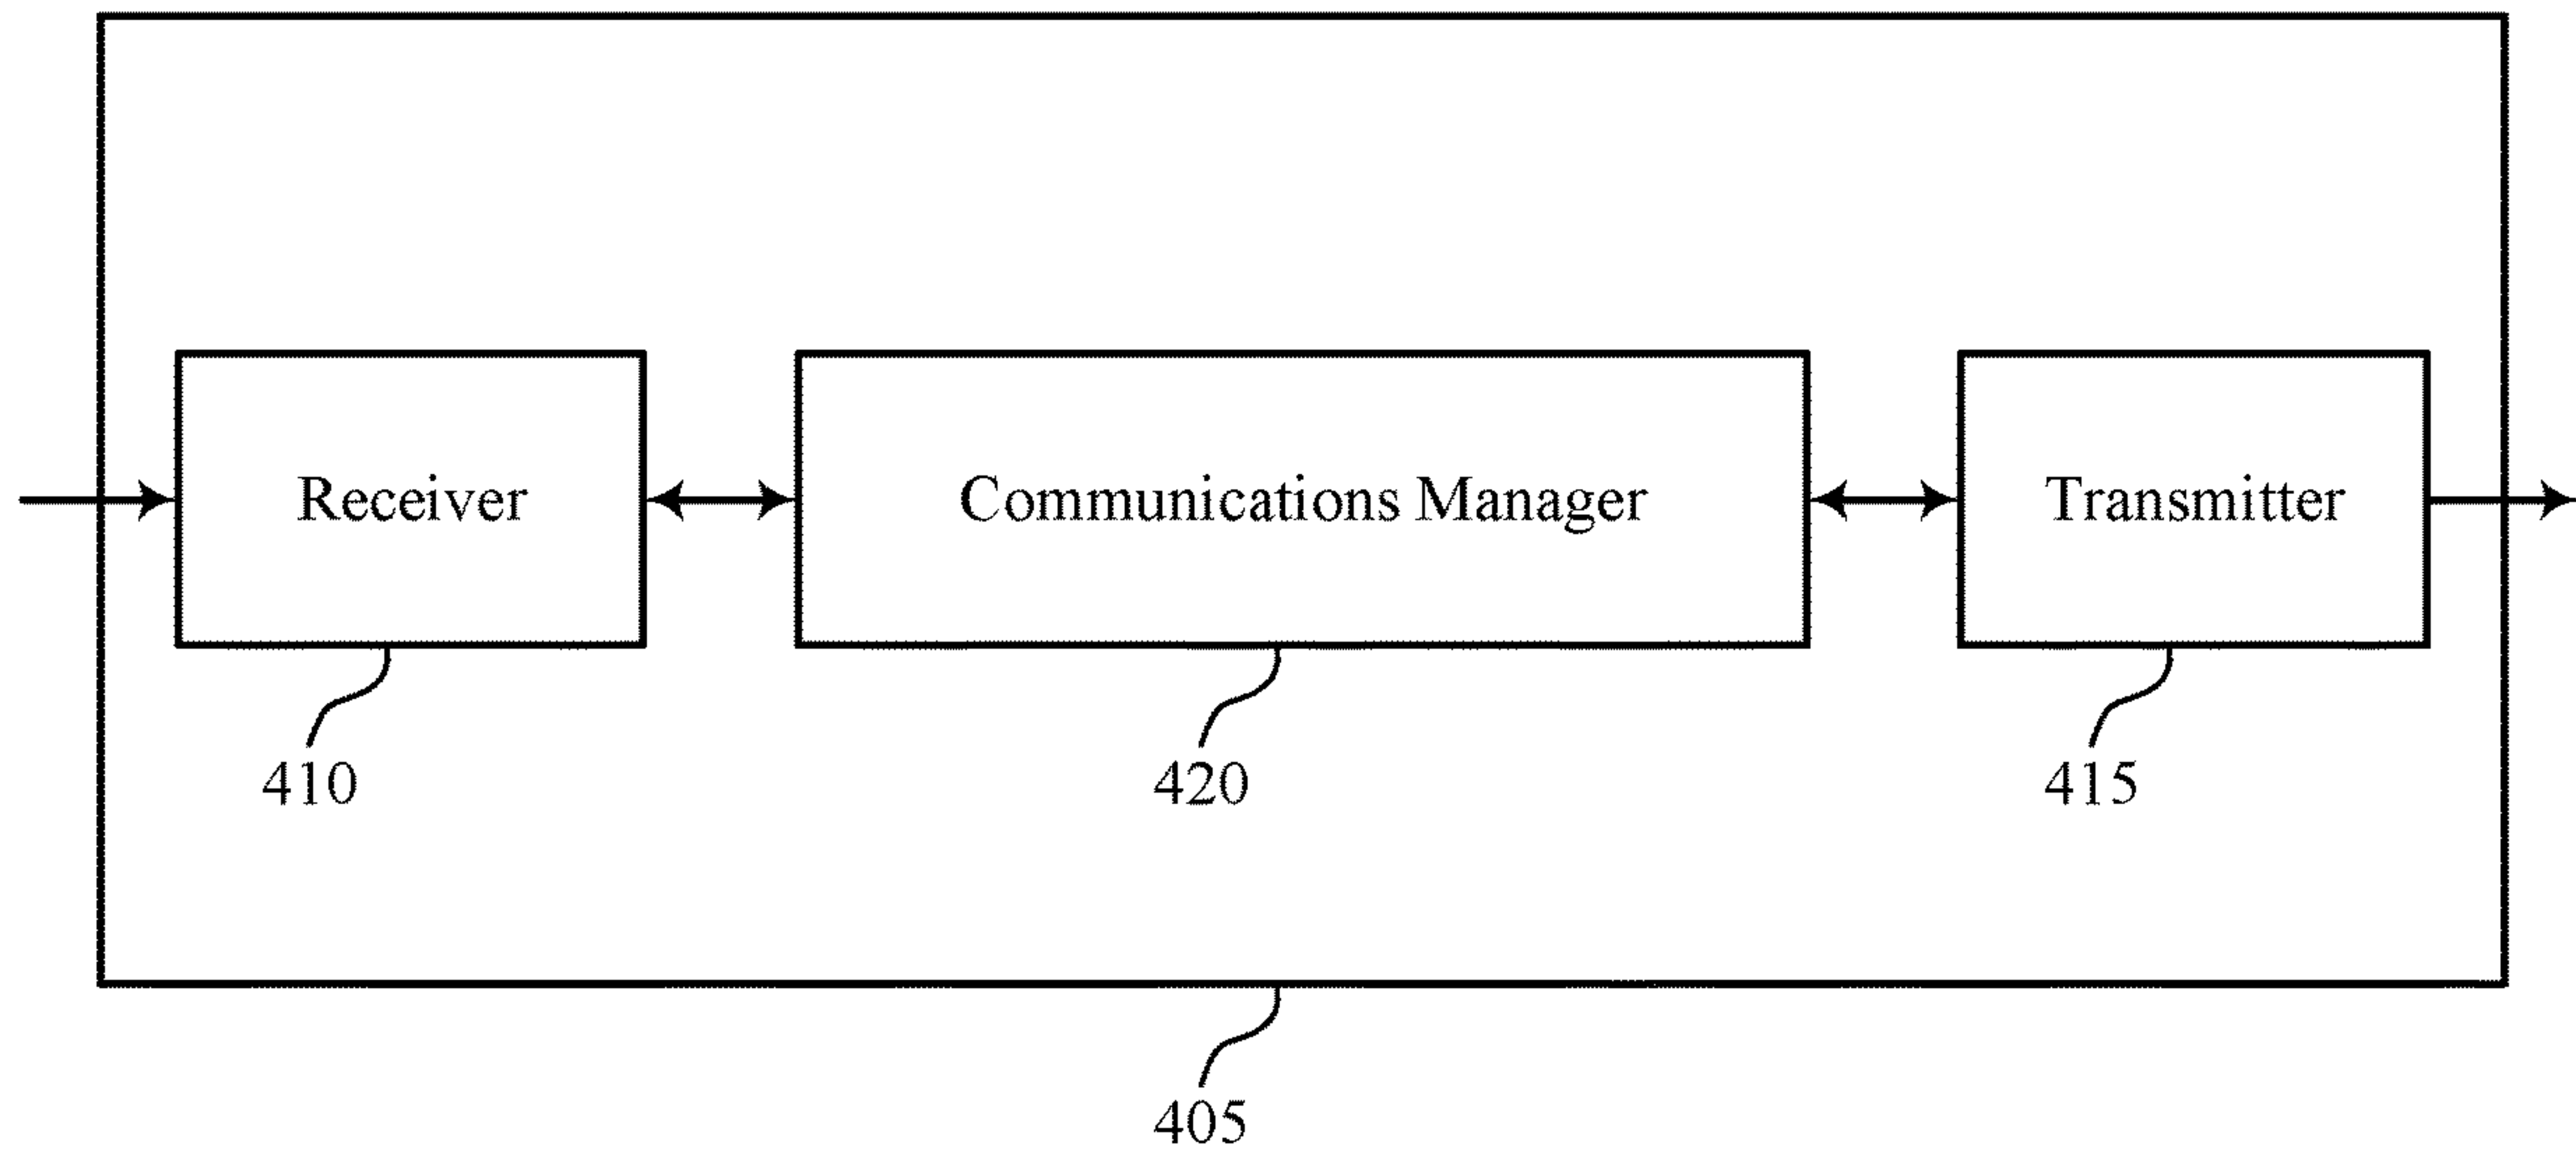 Receiver
Communications Manager
Transmitter
410
420
415
405